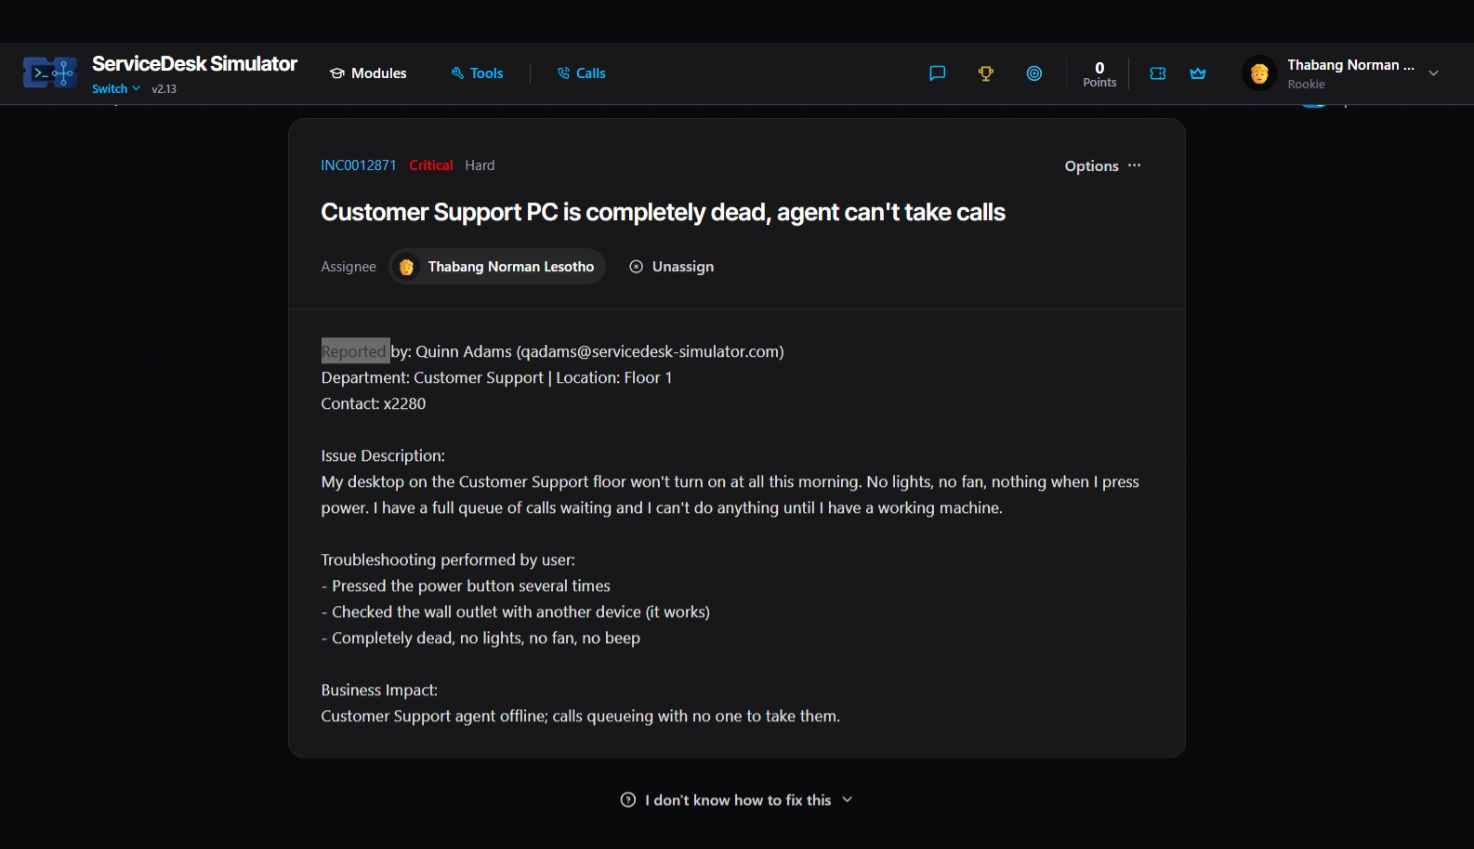 ServiceDesk Simulator
Switch v2.13
Modules
Tools
Calls
0
Points
Thabang Norman ...
Rookie
INC0012871 Critical Hard
Options ···
Customer Support PC is completely dead, agent can't take calls
Assignee Thabang Norman Lesotho Unassign
Reported by: Quinn Adams (qadams@servicedesk-simulator.com)
Department: Customer Support | Location: Floor 1
Contact: x2280
Issue Description:
My desktop on the Customer Support floor won't turn on at all this morning. No lights, no fan, nothing when I press
power. I have a full queue of calls waiting and I can't do anything until I have a working machine.
Troubleshooting performed by user:
- Pressed the power button several times
- Checked the wall outlet with another device (it works)
- Completely dead, no lights, no fan, no beep
Business Impact:
Customer Support agent offline; calls queueing with no one to take them.
I don't know how to fix this